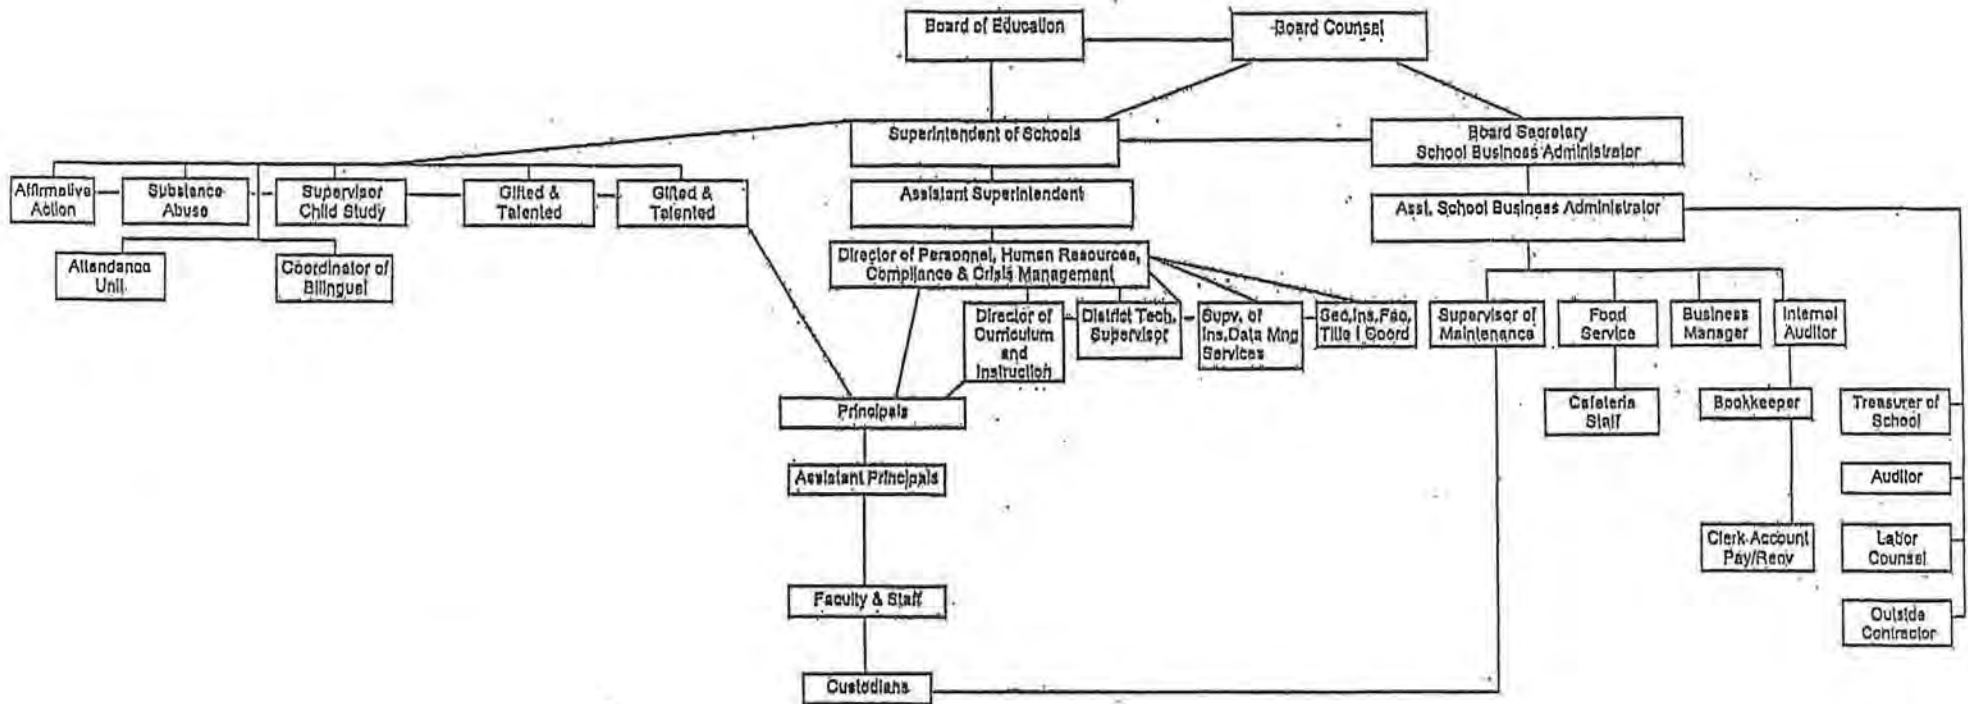 Board of Education
Board Counsel
Superintendent of Schools
Board Secretary
School Business Administrator
Affirmative
Action
Substance
Abuse
Supervisor
Child Study
Gifted &
Talented
Gifted &
Talented
Assistant Superintendent
Asst. School Business Administrator
Attendance
Unit
Coordinator of
Bilingual
Director of Personnel, Human Resources,
Compliance & Crisis Management
Director of
Curriculum
and
Instruction
District Tech.
Supervisor
Supv. of
Ins. Data Mng
Services
Sec, Ins, Fac,
Title I Coord
Supervisor of
Maintenance
Food
Service
Business
Manager
Internal
Auditor
Principals
Cafeteria
Staff
Bookkeeper
Treasurer of
School
Assistant Principals
Auditor
Clerk-Account
Pay/Recv
Labor
Counsel
Faculty & Staff
Outside
Contractor
Custodians